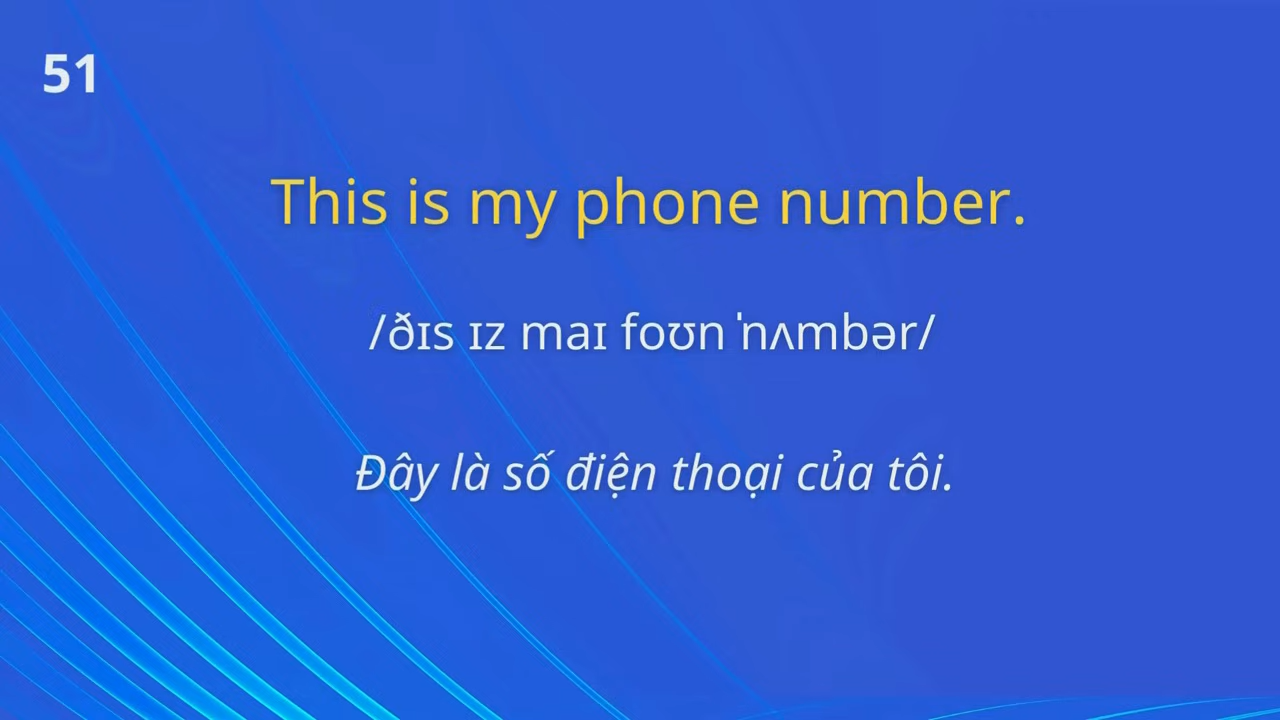 51
This is my phone number.
/ðɪs ɪz maɪ foʊn ˈnʌmbər/
Đây là số điện thoại của tôi.